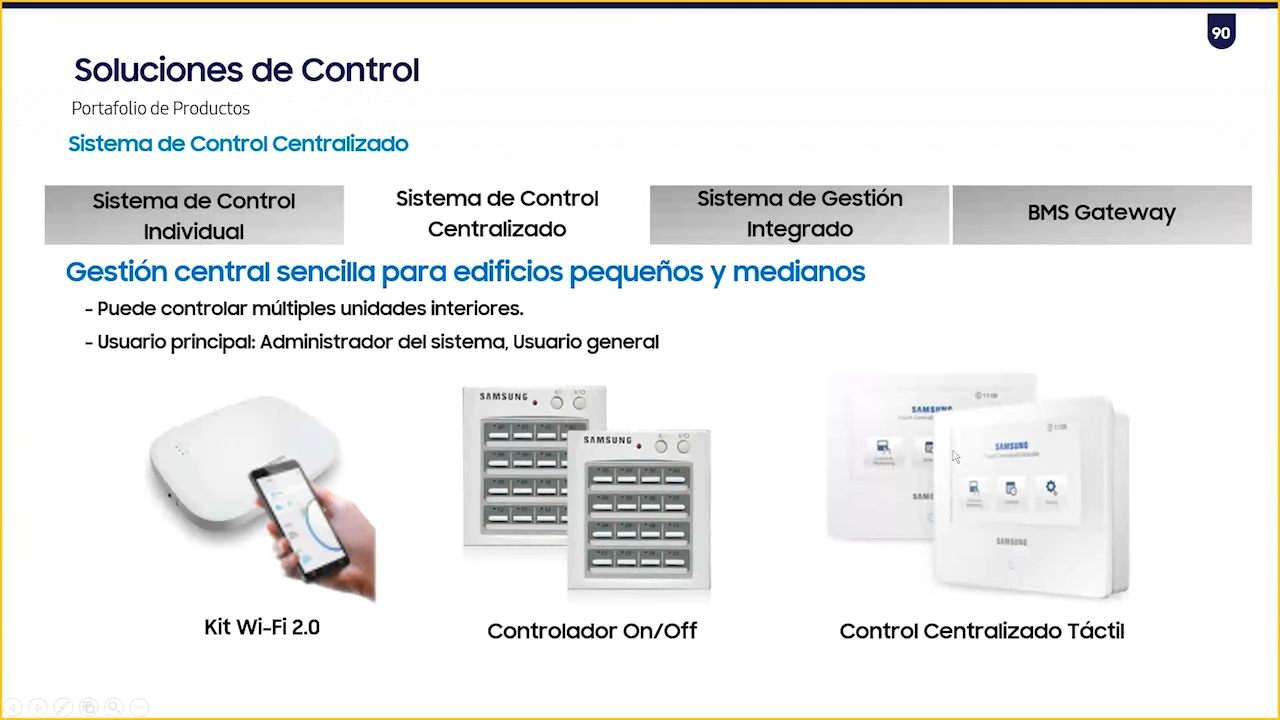 90
Soluciones de Control
Portafolio de Productos
Sistema de Control Centralizado
Sistema de Control
Individual
Sistema de Control
Centralizado
Sistema de Gestión
Integrado
BMS Gateway
Gestión central sencilla para edificios pequeños y medianos
- Puede controlar múltiples unidades interiores.
- Usuario principal: Administrador del sistema, Usuario general
SAMSUNG
SAMSUNG
SAMSUNG
SAMSUNG
Kit Wi-Fi 2.0
Controlador On/Off
Control Centralizado Táctil